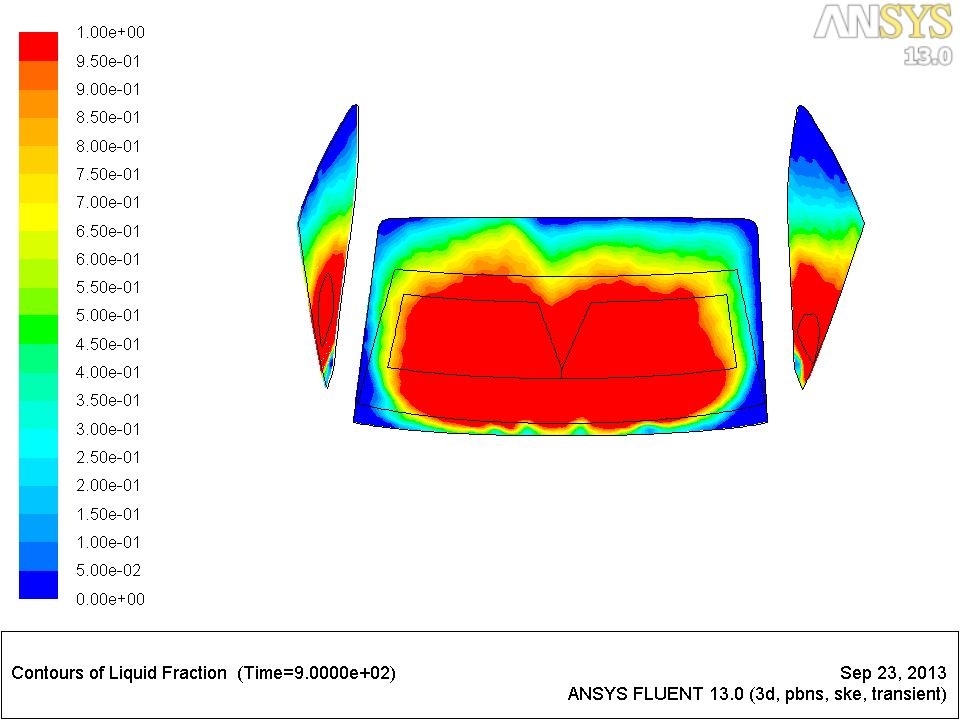 ANSYS
13.0
1.00e+00
9.50e-01
9.00e-01
8.50e-01
8.00e-01
7.50e-01
7.00e-01
6.50e-01
6.00e-01
5.50e-01
5.00e-01
4.50e-01
4.00e-01
3.50e-01
3.00e-01
2.50e-01
2.00e-01
1.50e-01
1.00e-01
5.00e-02
0.00e+00
Contours of Liquid Fraction  (Time=9.0000e+02)
Sep 23, 2013
ANSYS FLUENT 13.0 (3d, pbns, ske, transient)